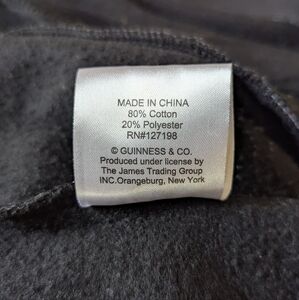 MADE IN CHINA
80% Cotton
20% Polyester
RN#127198
© GUINNESS & CO.
Produced under license by
The James Trading Group
INC.Orangeburg, New York